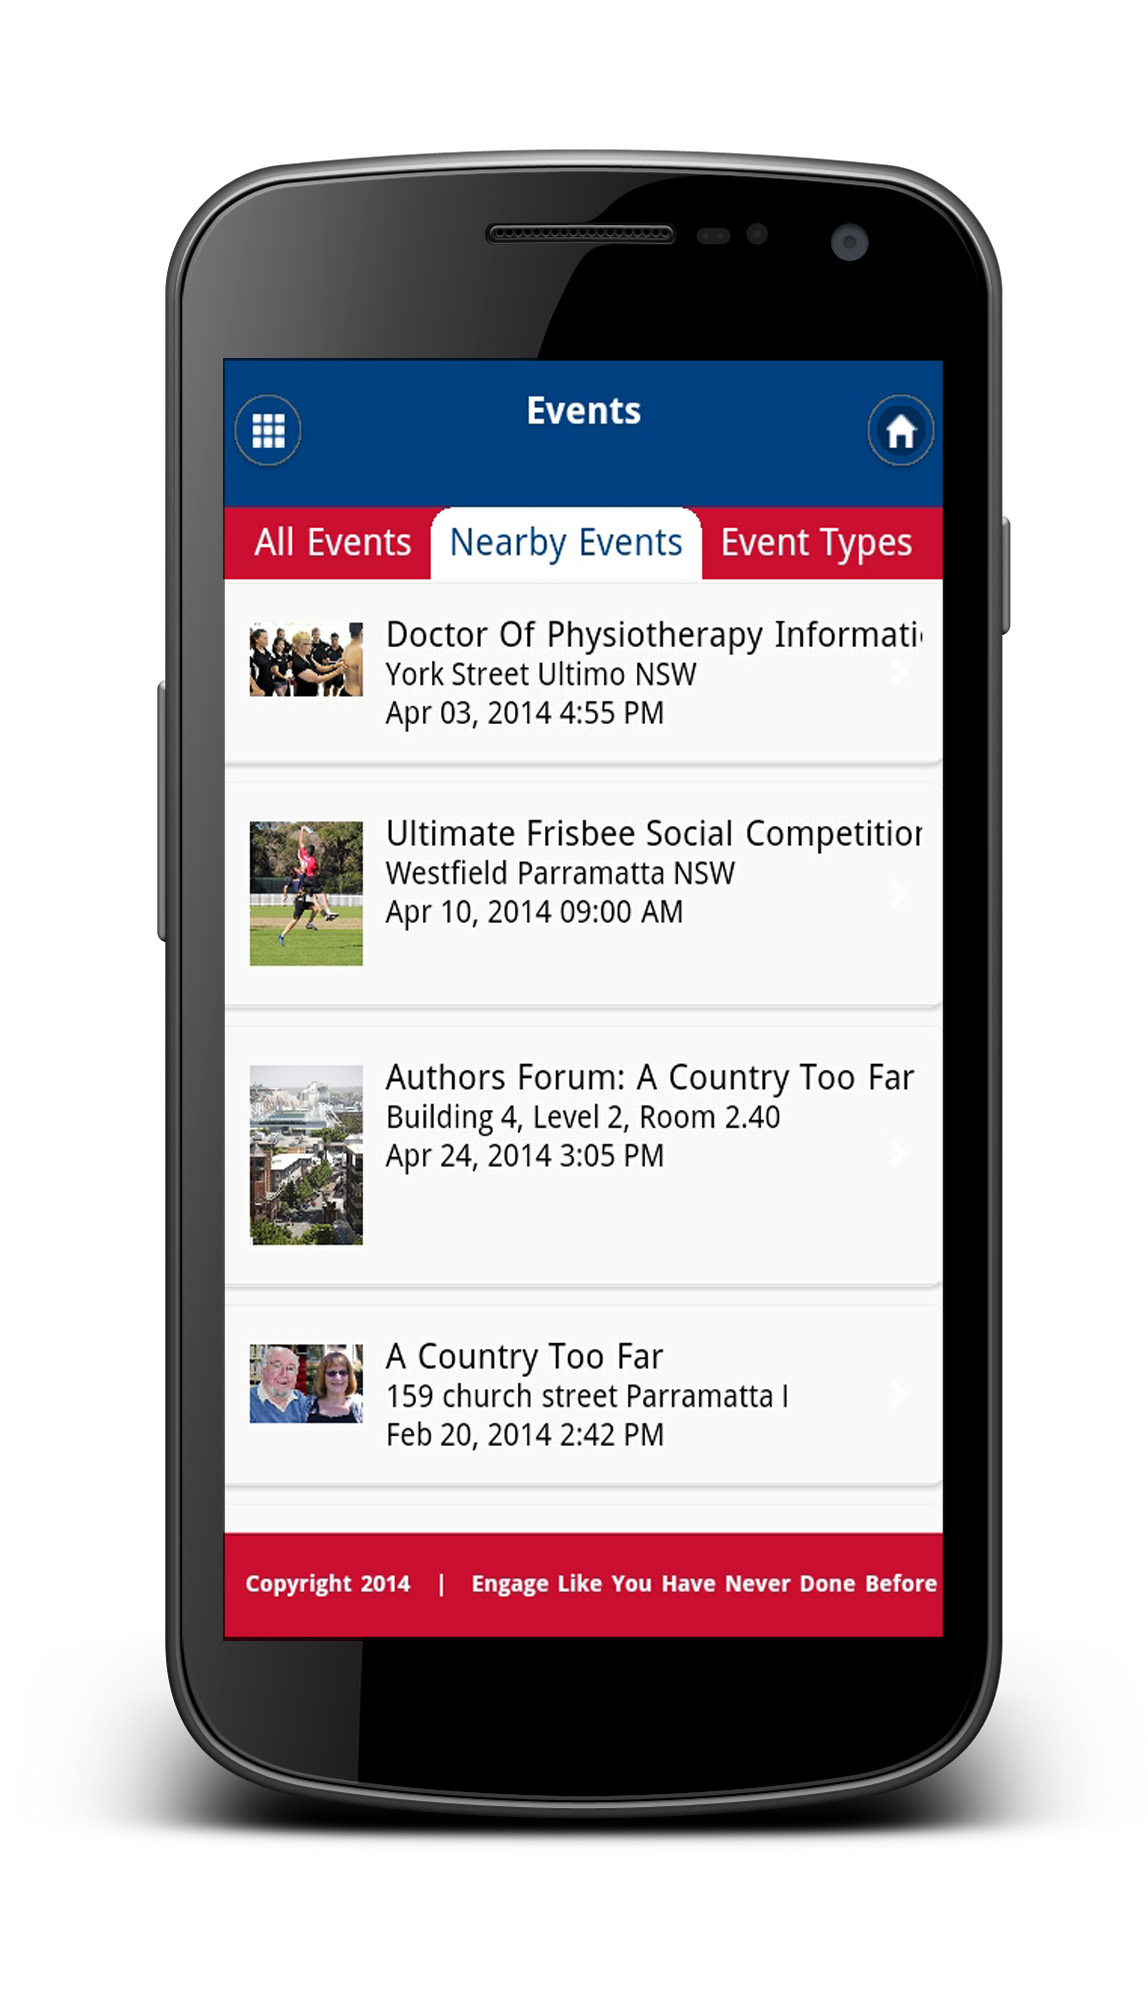 Events
All Events Nearby Events Event Types
Doctor Of Physiotherapy Informati
York Street Ultimo NSW
Apr 03, 2014 4:55 PM
Ultimate Frisbee Social Competition
Westfield Parramatta NSW
Apr 10, 2014 09:00 AM
Authors Forum: A Country Too Far
Building 4, Level 2, Room 2.40
Apr 24, 2014 3:05 PM
A Country Too Far
159 church street Parramatta l
Feb 20, 2014 2:42 PM
Copyright 2014 | Engage Like You Have Never Done Before